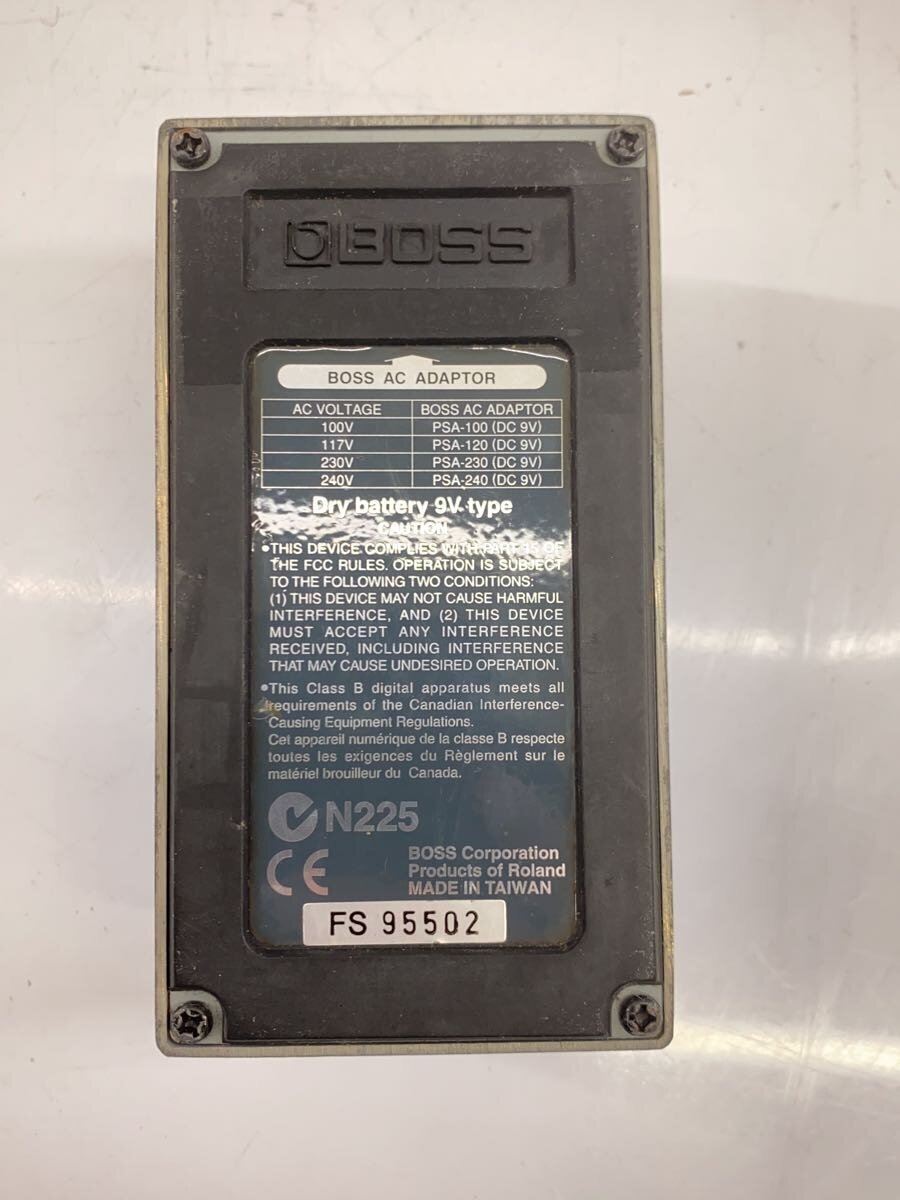 BOSS
BOSS AC ADAPTOR
AC VOLTAGE BOSS AC ADAPTOR
100V PSA-100 (DC 9V)
117V PSA-120 (DC 9V)
230V PSA-230 (DC 9V)
240V PSA-240 (DC 9V)
Dry battery 9V type
CAUTION
•THIS DEVICE COMPLIES WITH PART 15 OF
THE FCC RULES. OPERATION IS SUBJECT
TO THE FOLLOWING TWO CONDITIONS:
(1) THIS DEVICE MAY NOT CAUSE HARMFUL
INTERFERENCE, AND (2) THIS DEVICE
MUST ACCEPT ANY INTERFERENCE
RECEIVED, INCLUDING INTERFERENCE
THAT MAY CAUSE UNDESIRED OPERATION.
•This Class B digital apparatus meets all
requirements of the Canadian Interference-
Causing Equipment Regulations.
Cet appareil numérique de la classe B respecte
toutes les exigences du Règlement sur le
matériel brouilleur du Canada.
N225
CE
BOSS Corporation
Products of Roland
MADE IN TAIWAN
FS 95502